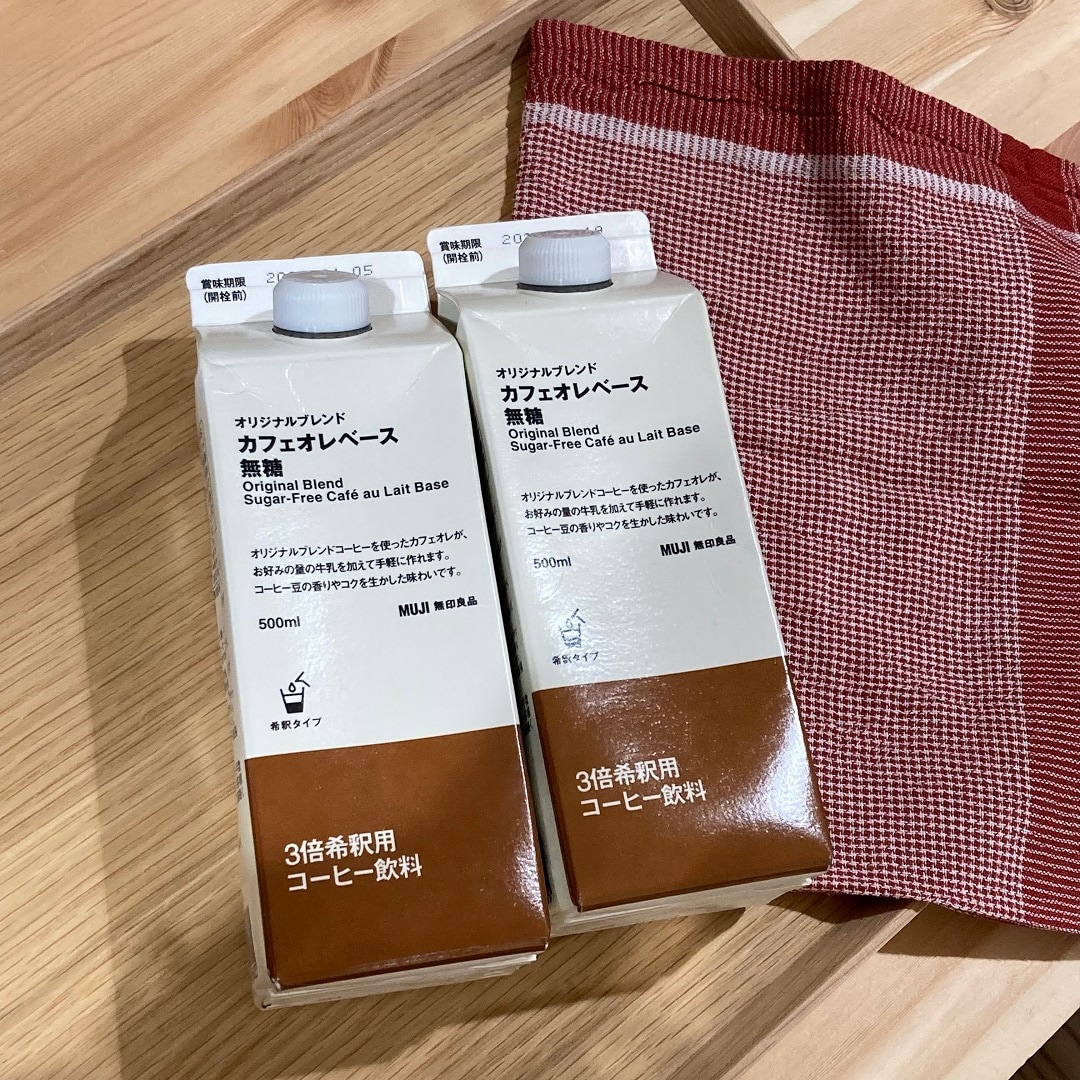 賞味期限
(開栓前)
オリジナルブレンド
カフェオレベース
無糖
Original Blend
Sugar-Free Café au Lait Base
オリジナルブレンドコーヒーを使ったカフェオレが、
お好みの量の牛乳を加えて手軽に作れます。
コーヒー豆の香りやコクを生かした味わいです。
MUJI 無印良品
500ml
希釈タイプ
3倍希釈用
コーヒー飲料
賞味期限
(開栓前)
オリジナルブレンド
カフェオレベース
無糖
Original Blend
Sugar-Free Café au Lait Base
オリジナルブレンドコーヒーを使ったカフェオレが、
お好みの量の牛乳を加えて手軽に作れます。
コーヒー豆の香りやコクを生かした味わいです。
MUJI 無印良品
500ml
希釈タイプ
3倍希釈用
コーヒー飲料